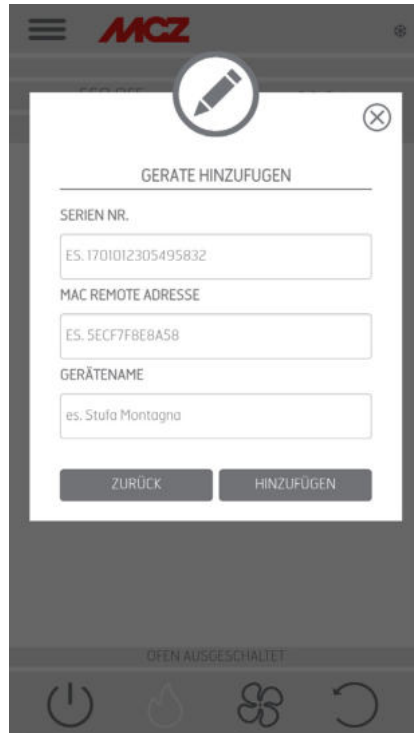 MCZ
GERATE HINZUFUGEN
SERIEN NR.
ES. 1701012305495832
MAC REMOTE ADRESSE
ES. 5ECF7F8E8A58
GERÄTENAME
es. Stufa Montagna
ZURÜCK
HINZUFÜGEN
OFEN AUSGESCHALTET